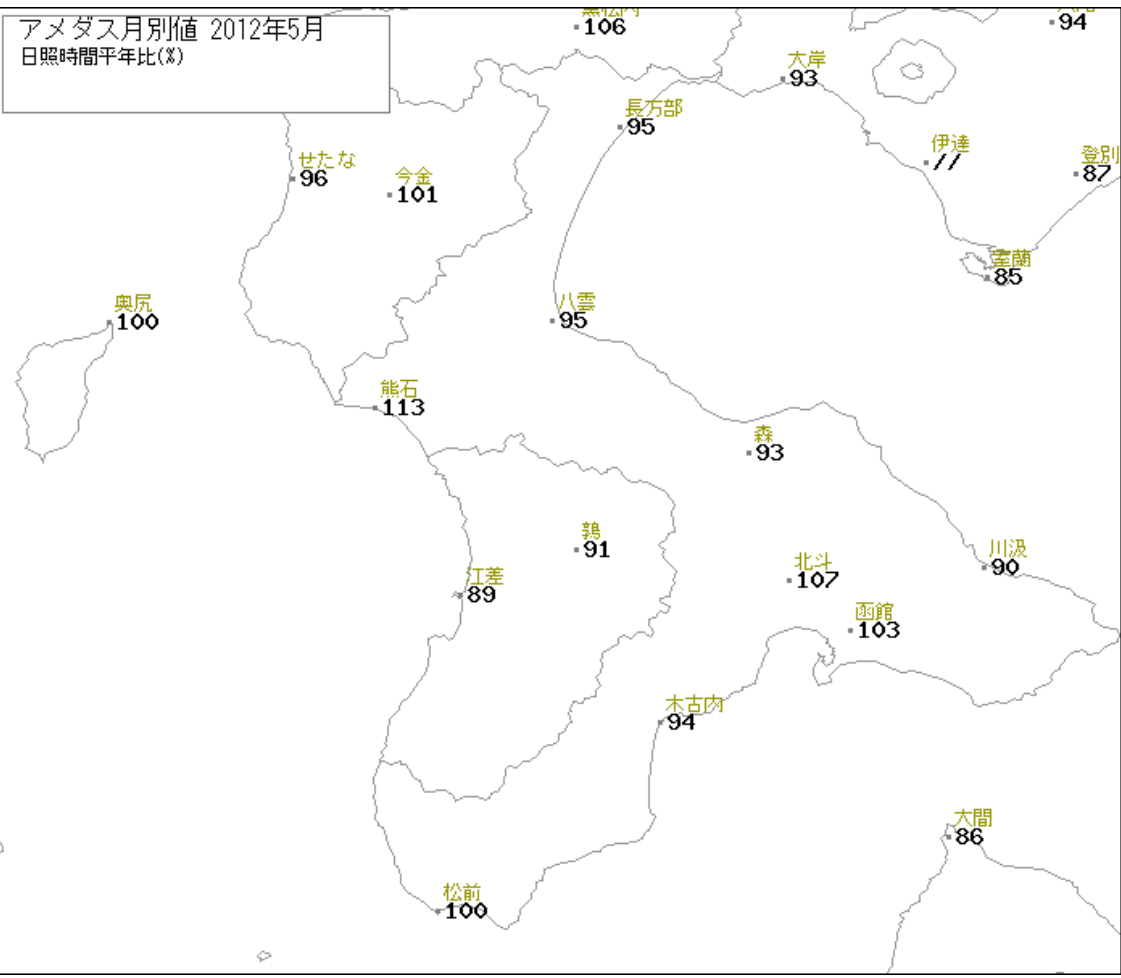 アメダス月別値 2012年5月
日照時間平年比(%)
106
94
大岸
93
長万部
95
伊達
//
登別
87
せたな
96
今金
101
室蘭
85
奥尻
100
八雲
95
熊石
113
森
93
鶉
91
北斗
107
川汲
90
江差
89
函館
103
木古内
94
大間
86
松前
100